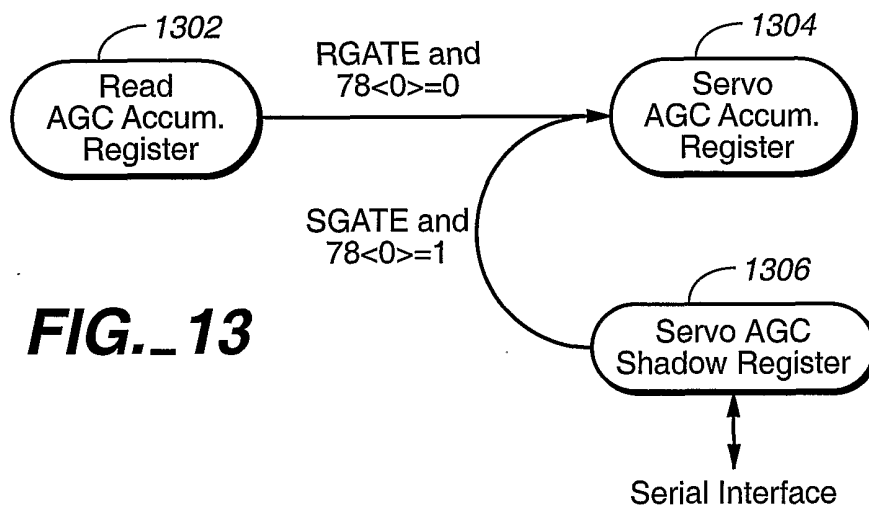 1302
Read
AGC Accum.
Register
RGATE and
78<0>=0
1304
Servo
AGC Accum.
Register
SGATE and
78<0>=1
1306
Servo AGC
Shadow Register
Serial Interface
FIG._13